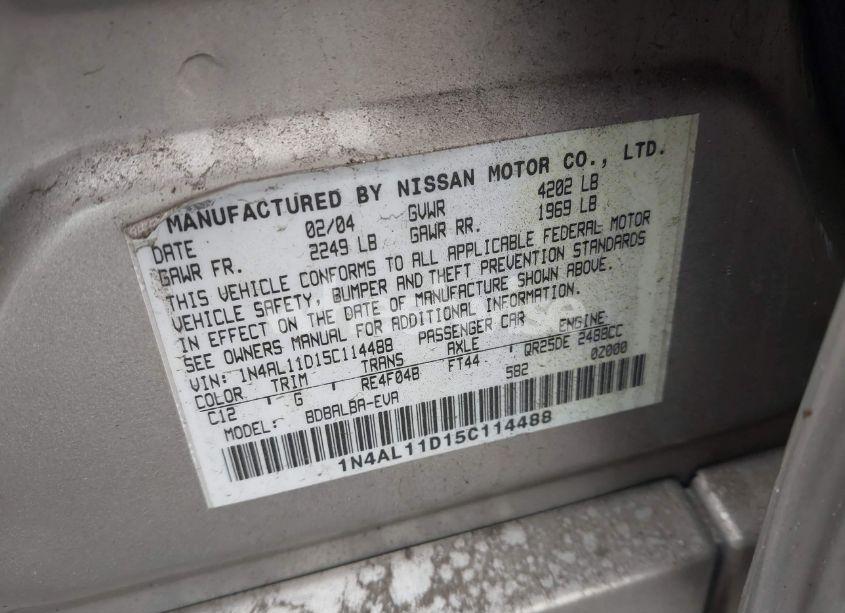 MANUFACTURED BY NISSAN MOTOR CO., LTD.
DATE 02/04 GVWR 4202 LB
GAWR FR. 2249 LB GAWR RR. 1969 LB
THIS VEHICLE CONFORMS TO ALL APPLICABLE FEDERAL MOTOR
VEHICLE SAFETY, BUMPER AND THEFT PREVENTION STANDARDS
IN EFFECT ON THE DATE OF MANUFACTURE SHOWN ABOVE.
SEE OWNERS MANUAL FOR ADDITIONAL INFORMATION.
VIN: 1N4AL11D15C114488 PASSENGER CAR
COLOR TRIM TRANS AXLE ENGINE
C12 G RE4F04B FT44 QR25DE 2488CC
MODEL: BDBALBA-EVA 582 0Z000
1N4AL11D15C114488